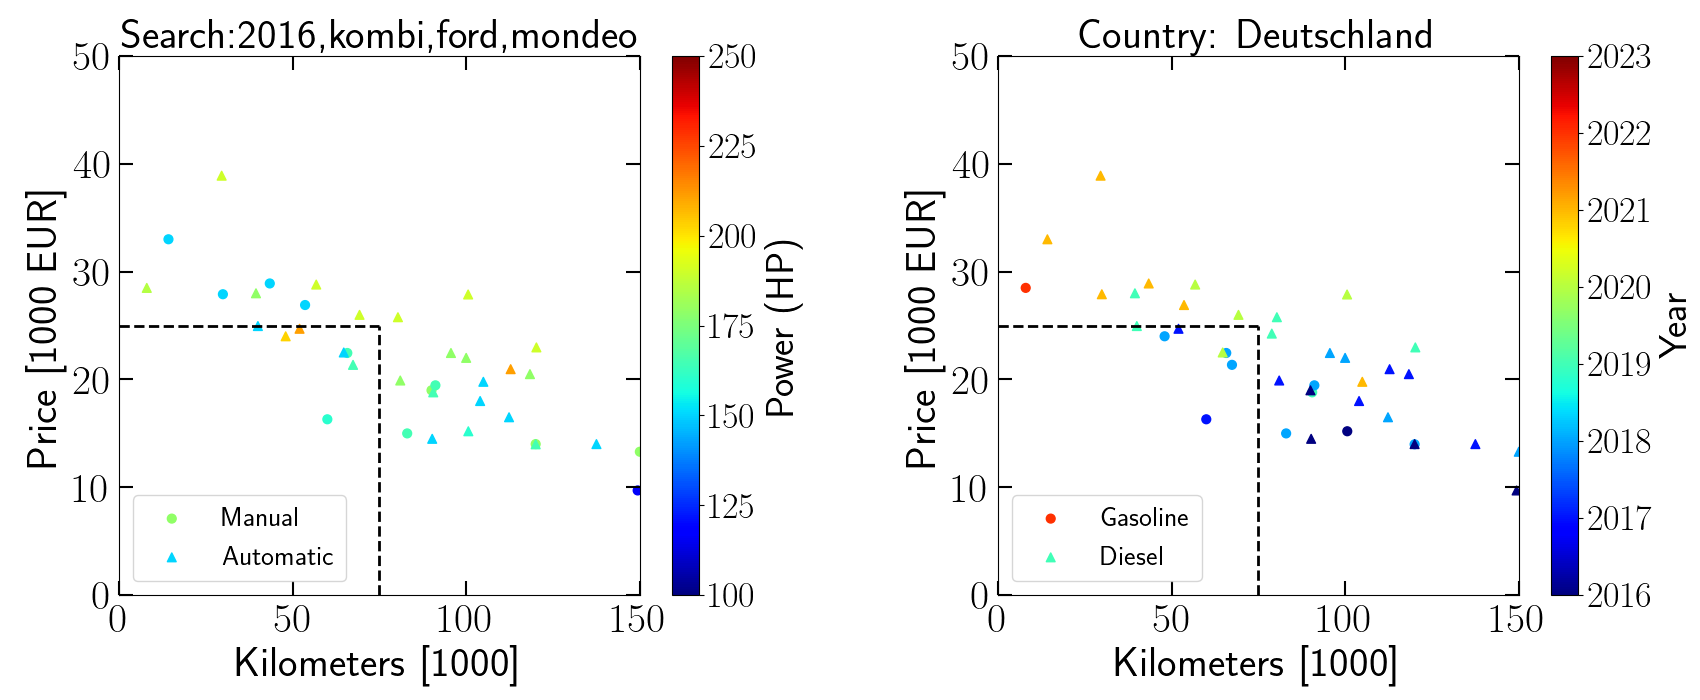 Search:2016,kombi,ford,mondeo
50
40
30
20
10
0
0 50 100 150
Price [1000 EUR]
Kilometers [1000]
Manual
Automatic
250
225
200
175
150
125
100
Power (HP)
Country: Deutschland
50
40
30
20
10
0
0 50 100 150
Price [1000 EUR]
Kilometers [1000]
Gasoline
Diesel
2023
2022
2021
2020
2019
2018
2017
2016
Year